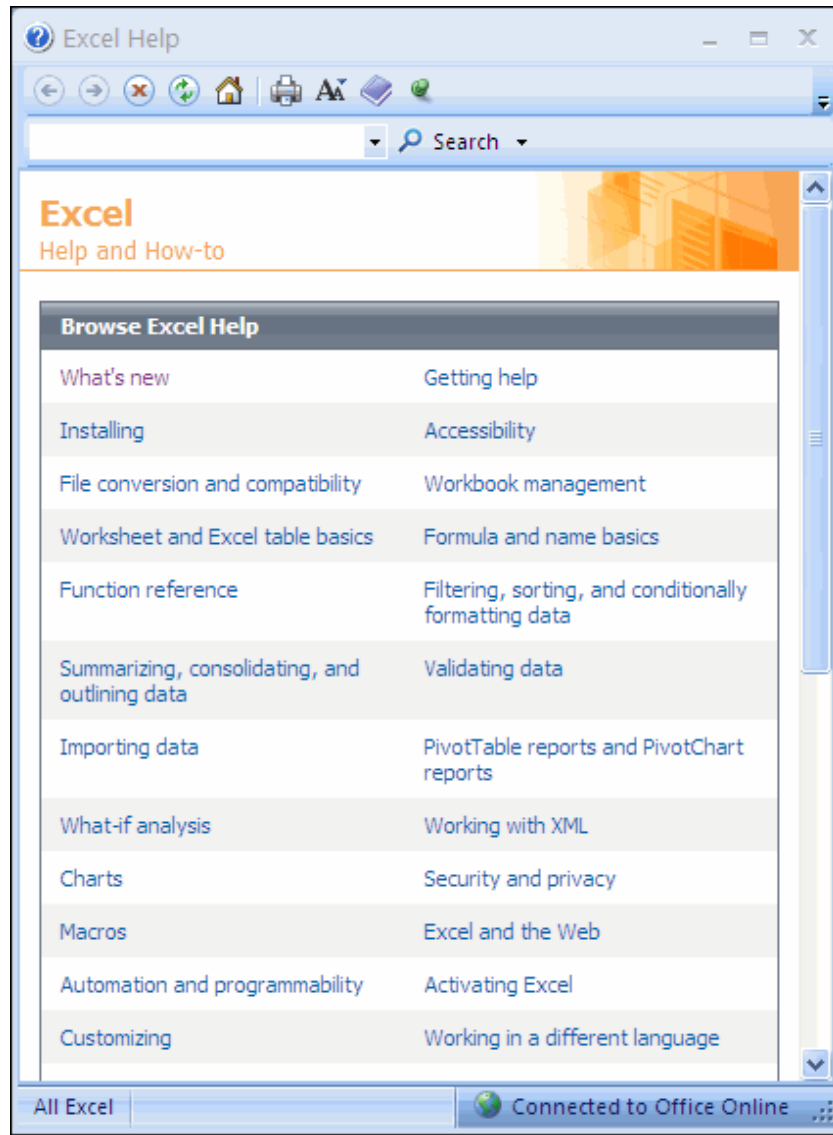 Excel Help
Search
Excel
Help and How-to
Browse Excel Help
What's new
Getting help
Installing
Accessibility
File conversion and compatibility
Workbook management
Worksheet and Excel table basics
Formula and name basics
Function reference
Filtering, sorting, and conditionally
formatting data
Summarizing, consolidating, and
outlining data
Validating data
Importing data
PivotTable reports and PivotChart
reports
What-if analysis
Working with XML
Charts
Security and privacy
Macros
Excel and the Web
Automation and programmability
Activating Excel
Customizing
Working in a different language
All Excel
Connected to Office Online